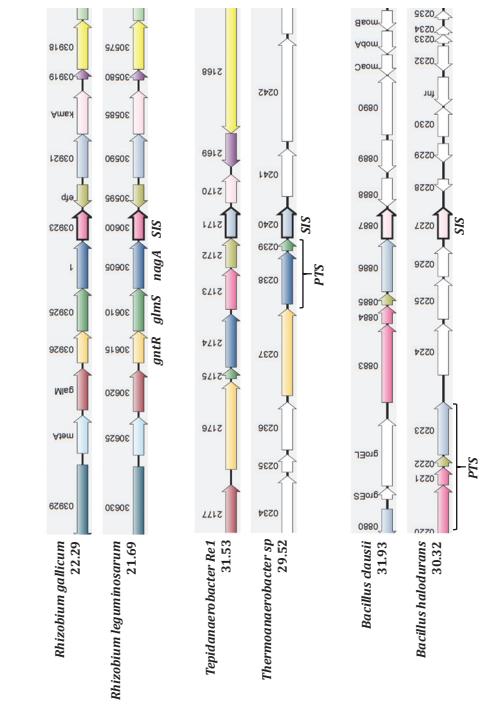 Rhizobium gallicum
22.29
03929 metA galM 03926 03925 1 03923 efp 03921 kamA 03919 03918
Rhizobium leguminosarum
21.69
30630 30625 30620 30615 30610 30605 30600 30595 30590 30585 30580 30575
gntR glmS nagA SIS
Tepidanaerobacter Re1
31.53
2177 2176 2175 2174 2173 2172 2171 2170 2169 2168
Thermoanaerobacter sp
29.52
0234 0235 0236 0237 0238 0239 0240 0241 0242
PTS SIS
Bacillus clausii
31.93
0880 groES groEL 0883 0884 0885 0886 0887 0888 0889 0890 moaC mobA moaB
Bacillus halodurans
30.32
0220 0221 0222 0223 0224 0225 0226 0227 0228 0229 0230 fnr 0232 0233 0234 0235
PTS SIS